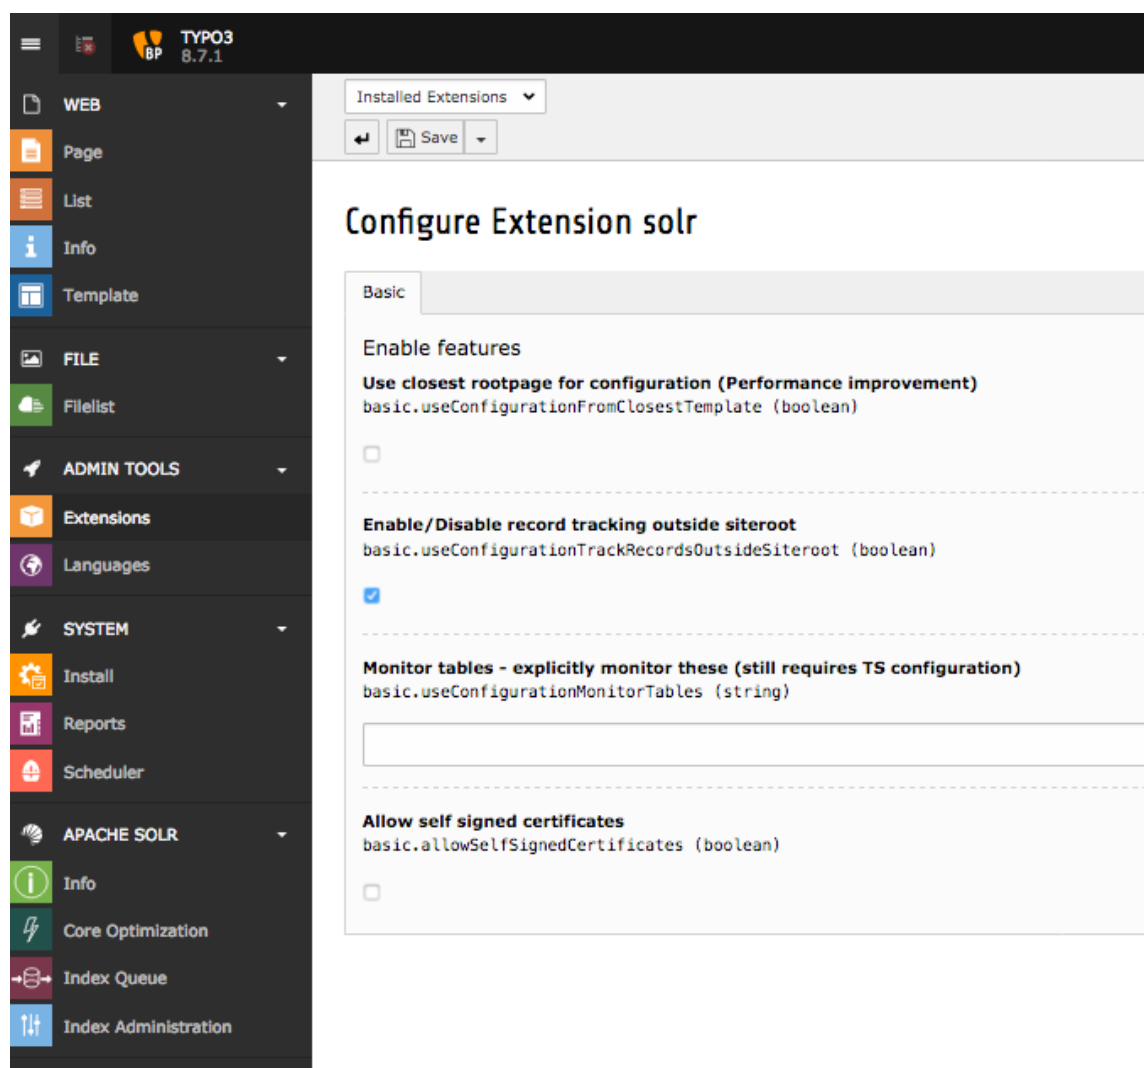 TYPO3
BP
8.7.1
WEB
Page
List
Info
Template
FILE
Filelist
ADMIN TOOLS
Extensions
Languages
SYSTEM
Install
Reports
Scheduler
APACHE SOLR
Info
Core Optimization
Index Queue
Index Administration
Installed Extensions
Save
Configure Extension solr
Basic
Enable features
Use closest rootpage for configuration (Performance improvement)
basic.useConfigurationFromClosestTemplate (boolean)
Enable/Disable record tracking outside siteroot
basic.useConfigurationTrackRecordsOutsideSiteroot (boolean)
Monitor tables - explicitly monitor these (still requires TS configuration)
basic.useConfigurationMonitorTables (string)
Allow self signed certificates
basic.allowSelfSignedCertificates (boolean)